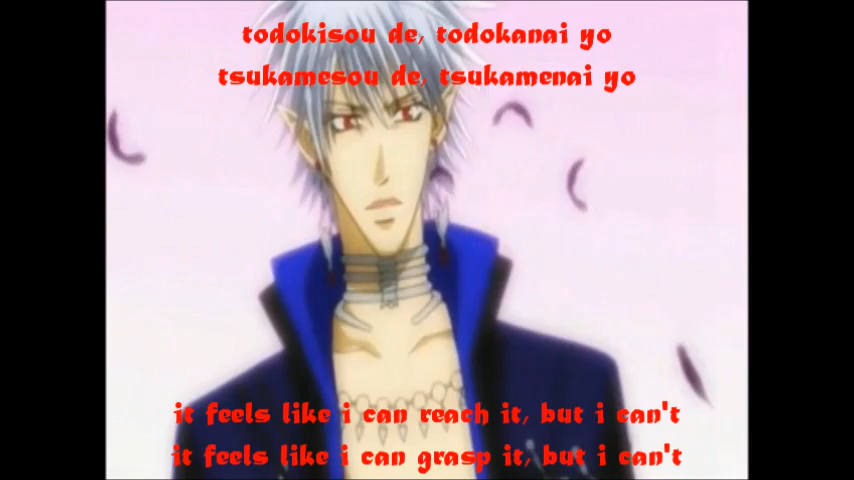 todokisou de, todokanai yo
tsukamesou de, tsukamenai yo
it feels like i can reach it, but i can't
it feels like i can grasp it, but i can't